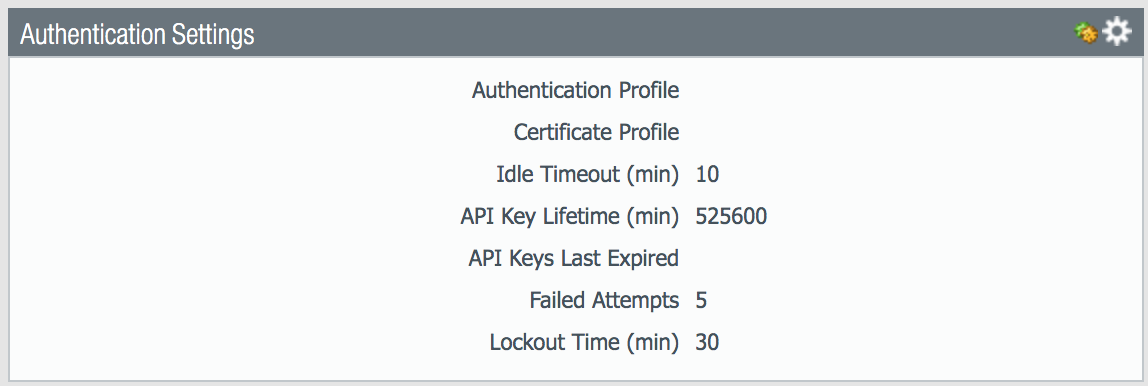 Authentication Settings
Authentication Profile
Certificate Profile
Idle Timeout (min) 10
API Key Lifetime (min) 525600
API Keys Last Expired
Failed Attempts 5
Lockout Time (min) 30